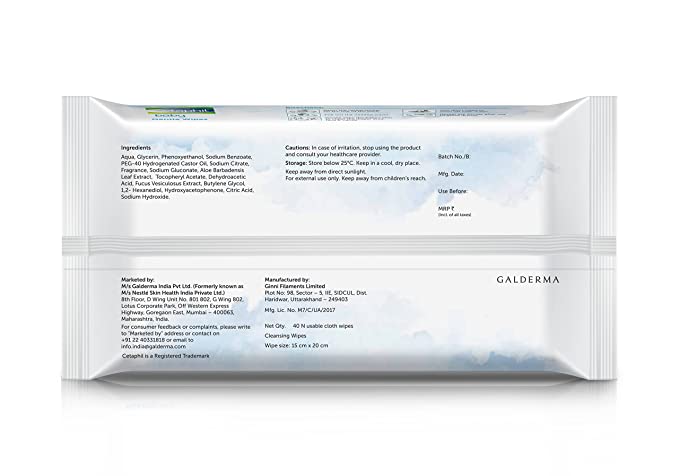 baby
Gentle Wipes
Ingredients
Aqua, Glycerin, Phenoxyethanol, Sodium Benzoate,
PEG-40 Hydrogenated Castor Oil, Sodium Citrate,
Fragrance, Sodium Gluconate, Aloe Barbadensis
Leaf Extract, Tocopheryl Acetate, Dehydroacetic
Acid, Fucus Vesiculosus Extract, Butylene Glycol,
1,2- Hexanediol, Hydroxyacetophenone, Citric Acid,
Sodium Hydroxide.
Cautions: In case of irritation, stop using the product
and consult your healthcare provider.
Storage: Store below 25°C. Keep in a cool, dry place.
Keep away from direct sunlight.
For external use only. Keep away from children's reach.
Batch No./B:
Mfg. Date:
Use Before:
MRP ₹
(Incl. of all taxes)
Marketed by:
M/s Galderma India Pvt Ltd. (Formerly known as
M/s Nestle Skin Health India Private Ltd.)
8th Floor, D Wing Unit No. 801 802, G Wing 802,
Lotus Corporate Park, Off Western Express
Highway, Goregaon East, Mumbai – 400063,
Maharashtra, India.
For consumer feedback or complaints, please write
to "Marketed by" address or contact on
+91 22 40331818 or email to
info.india@galderma.com
Cetaphil is a Registered Trademark
Manufactured by:
Ginni Filaments Limited
Plot No. 98, Sector – 5, IIE, SIDCUL, Dist.
Haridwar, Uttarakhand – 249403
Mfg. Lic. No. M7/C/UA/2017
Net Qty. 40 N usable cloth wipes
Cleansing Wipes
Wipe size: 15 cm x 20 cm
GALDERMA